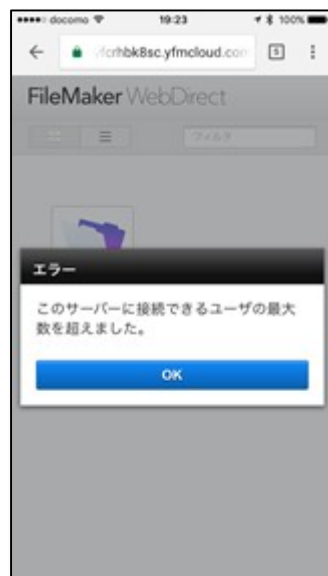 docomo 19:23 100%
fcrhbk8sc.yfmcloud.com 5
FileMaker WebDirect
フィルタ
エラー
このサーバーに接続できるユーザの最大
数を超えました。
OK